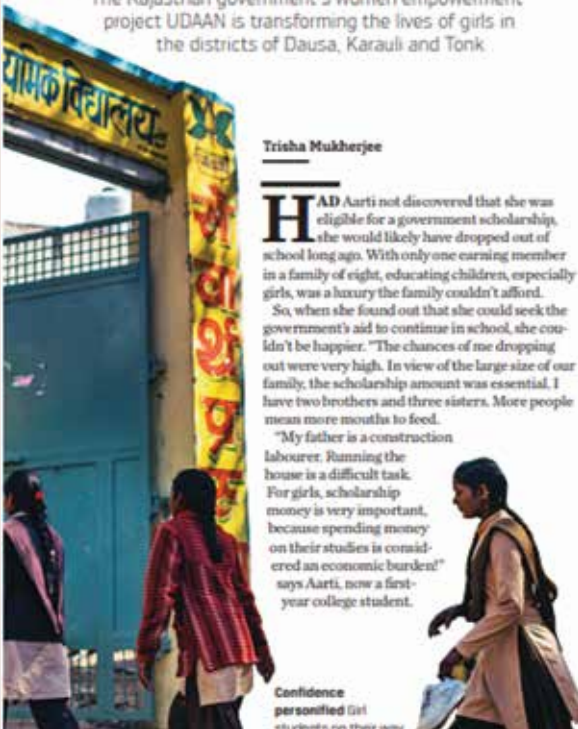 The Rajasthan government's women empowerment
project UDAAN is transforming the lives of girls in
the districts of Dausa, Karauli and Tonk
यमिक विद्यालय
से
वा
र्थ
प्र
Trisha Mukherjee
HAD Aarti not discovered that she was
eligible for a government scholarship,
she would likely have dropped out of
school long ago. With only one earning member
in a family of eight, educating children, especially
girls, was a luxury the family couldn't afford.
So, when she found out that she could seek the
government's aid to continue in school, she cou-
ldn't be happier. "The chances of me dropping
out were very high. In view of the large size of our
family, the scholarship amount was essential. I
have two brothers and three sisters. More people
mean more mouths to feed.
"My father is a construction
labourer. Running the
house is a difficult task.
For girls, scholarship
money is very important,
because spending money
on their studies is consid-
ered an economic burden!"
says Aarti, now a first-
year college student.
Confidence
personified Girl
students on their way